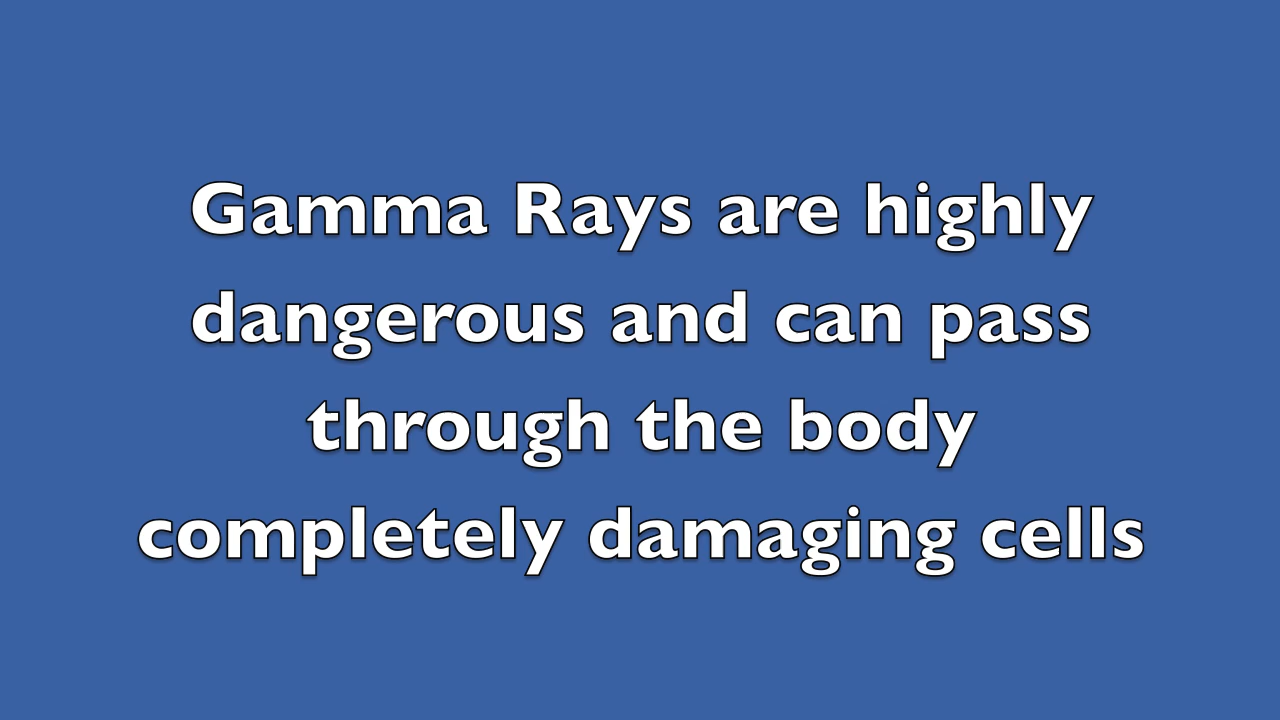 Gamma Rays are highly
dangerous and can pass
through the body
completely damaging cells